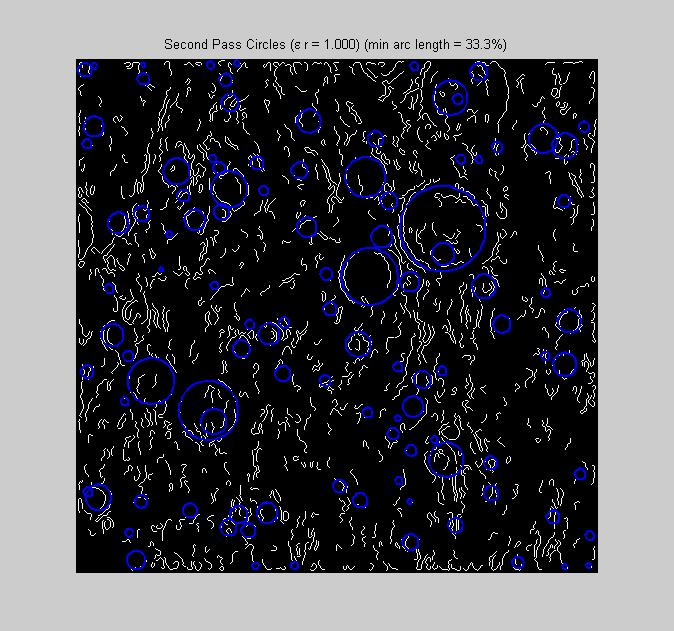 Second Pass Circles (ε r = 1.000) (min arc length = 33.3%)